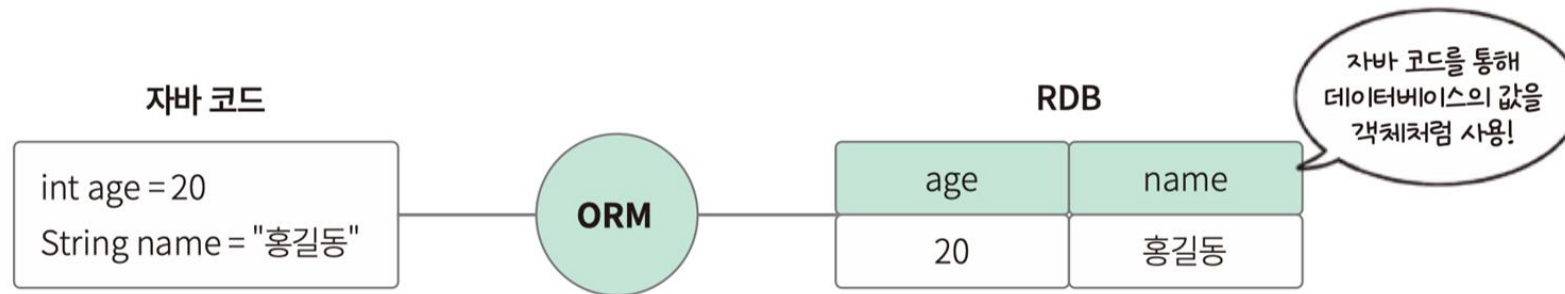 자바 코드
int age = 20
String name = "홍길동"
ORM
RDB
age name
20 홍길동
자바 코드를 통해
데이터베이스의 값을
객체처럼 사용!